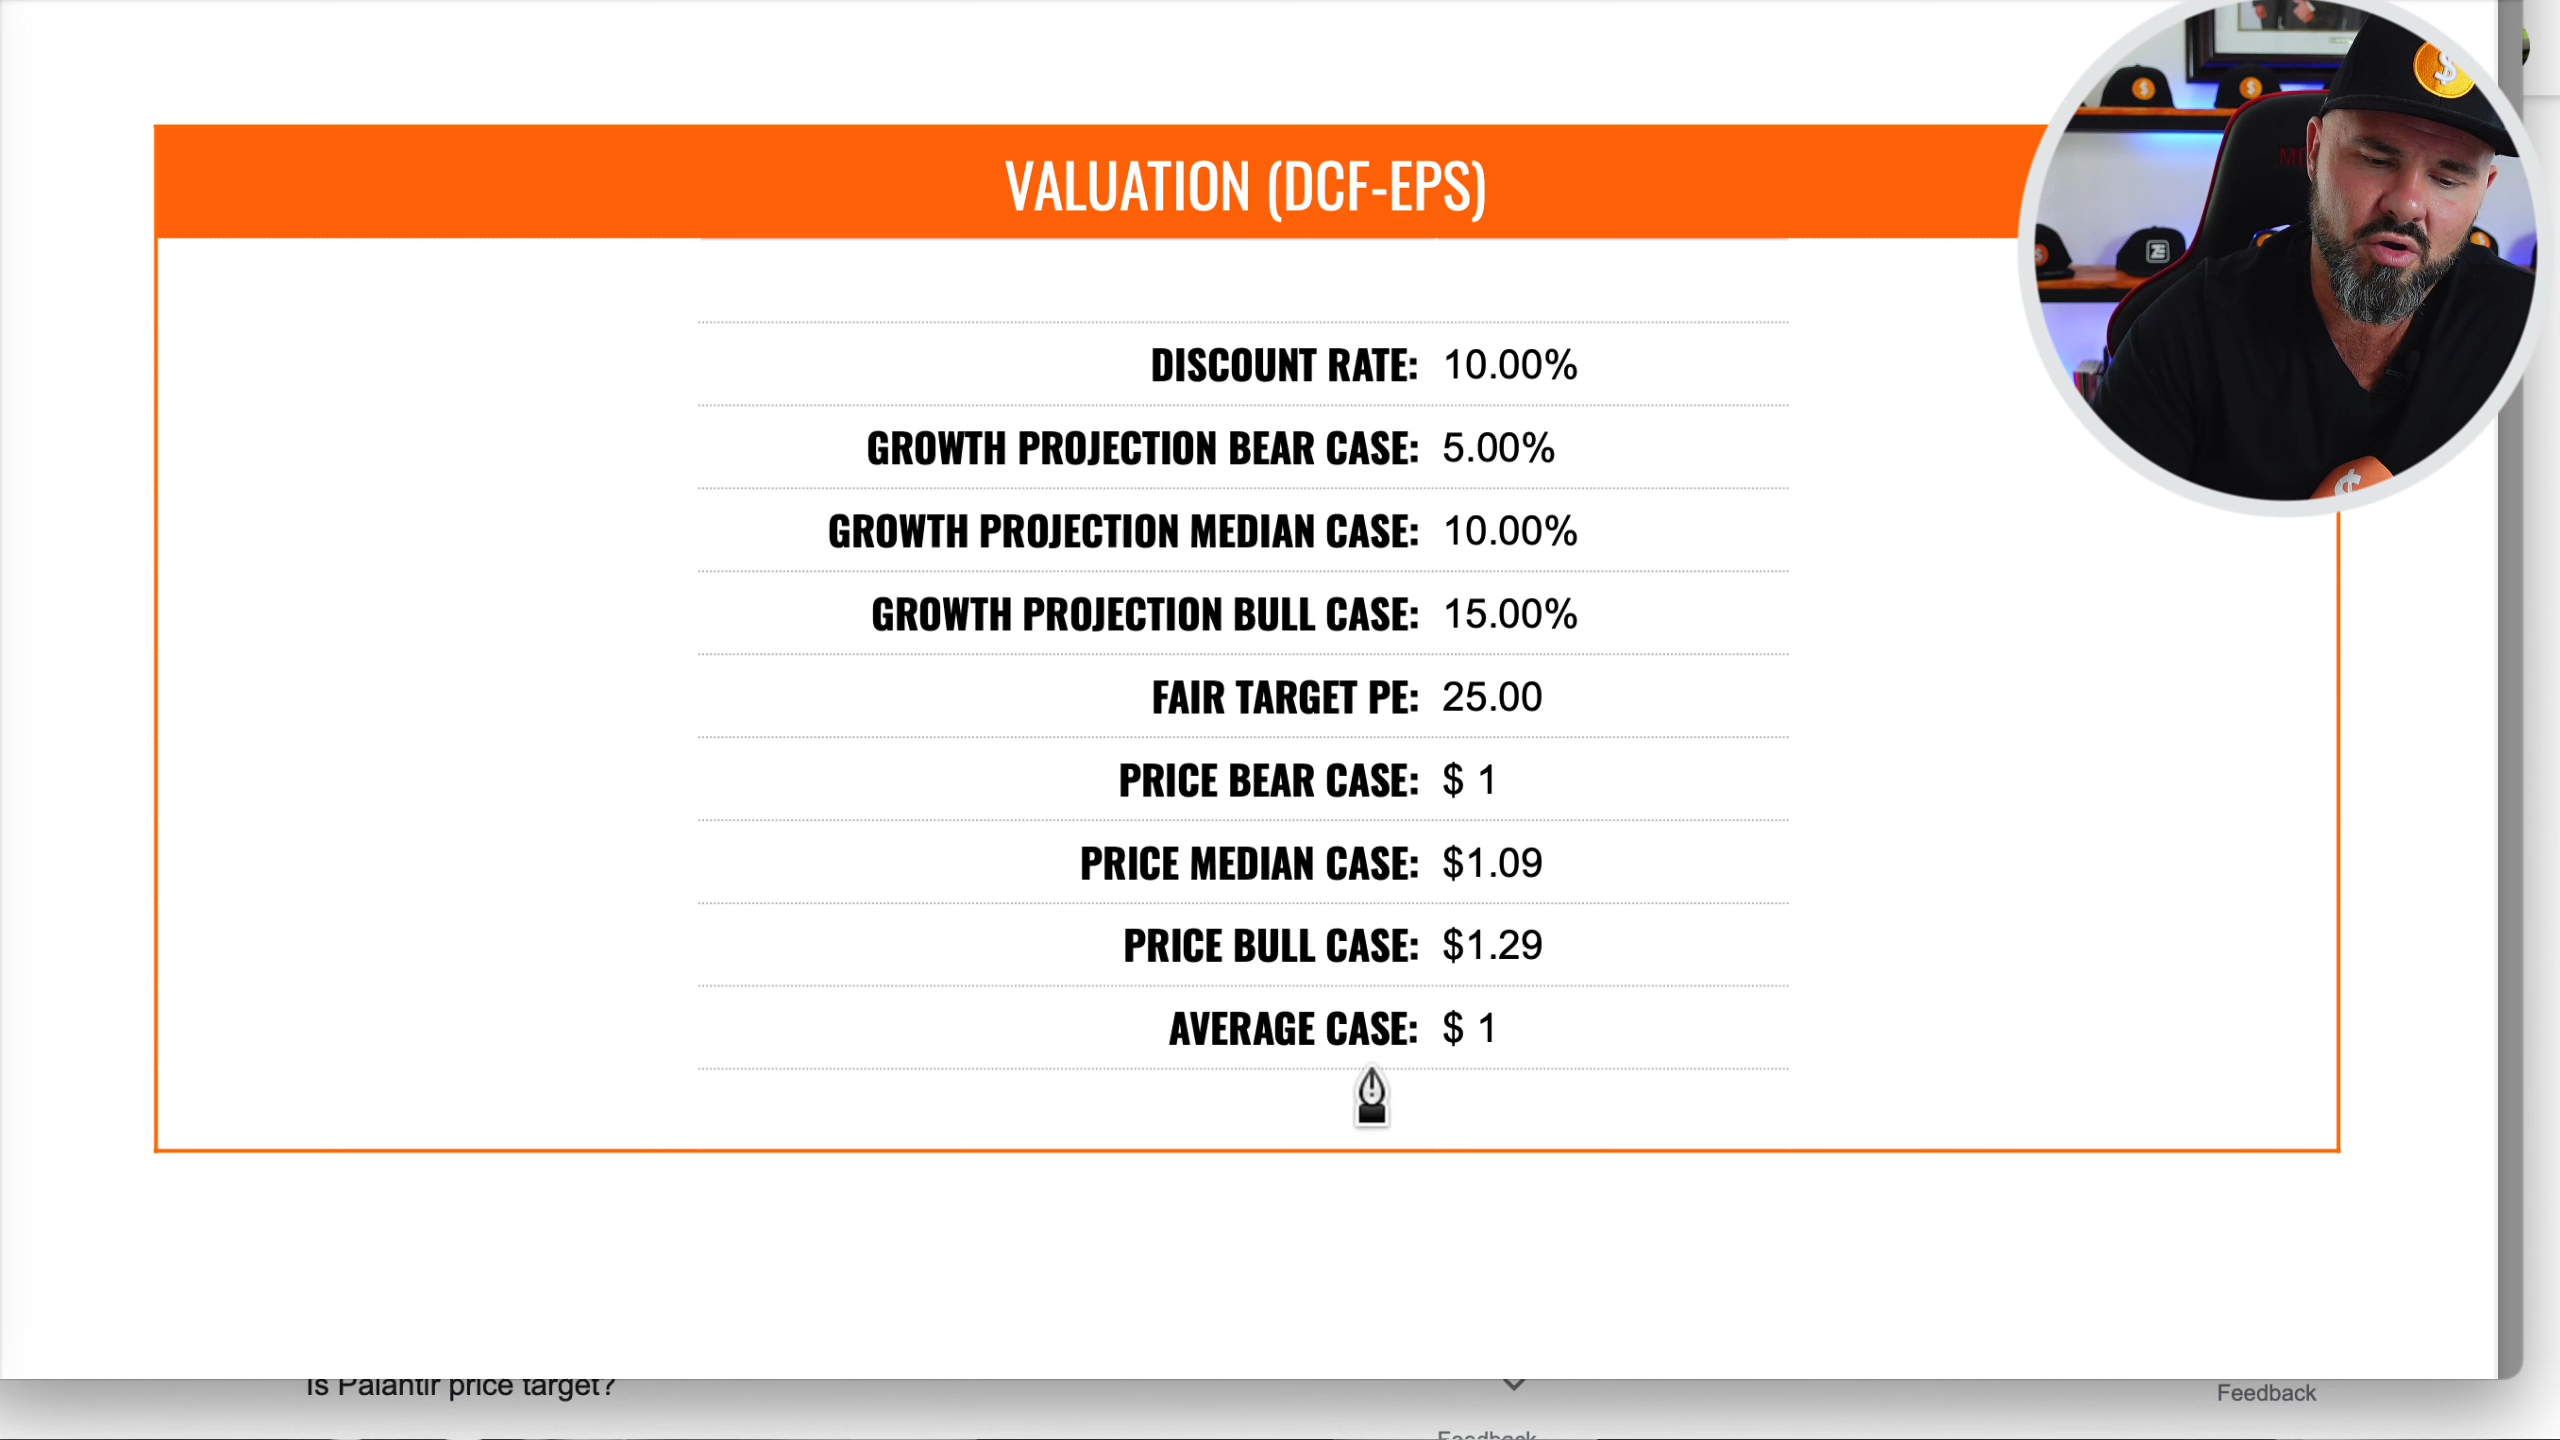 VALUATION (DCF-EPS)
DISCOUNT RATE: 10.00%
GROWTH PROJECTION BEAR CASE: 5.00%
GROWTH PROJECTION MEDIAN CASE: 10.00%
GROWTH PROJECTION BULL CASE: 15.00%
FAIR TARGET PE: 25.00
PRICE BEAR CASE: $ 1
PRICE MEDIAN CASE: $1.09
PRICE BULL CASE: $1.29
AVERAGE CASE: $ 1
Is Palantir price target?
Feedback
Feedback